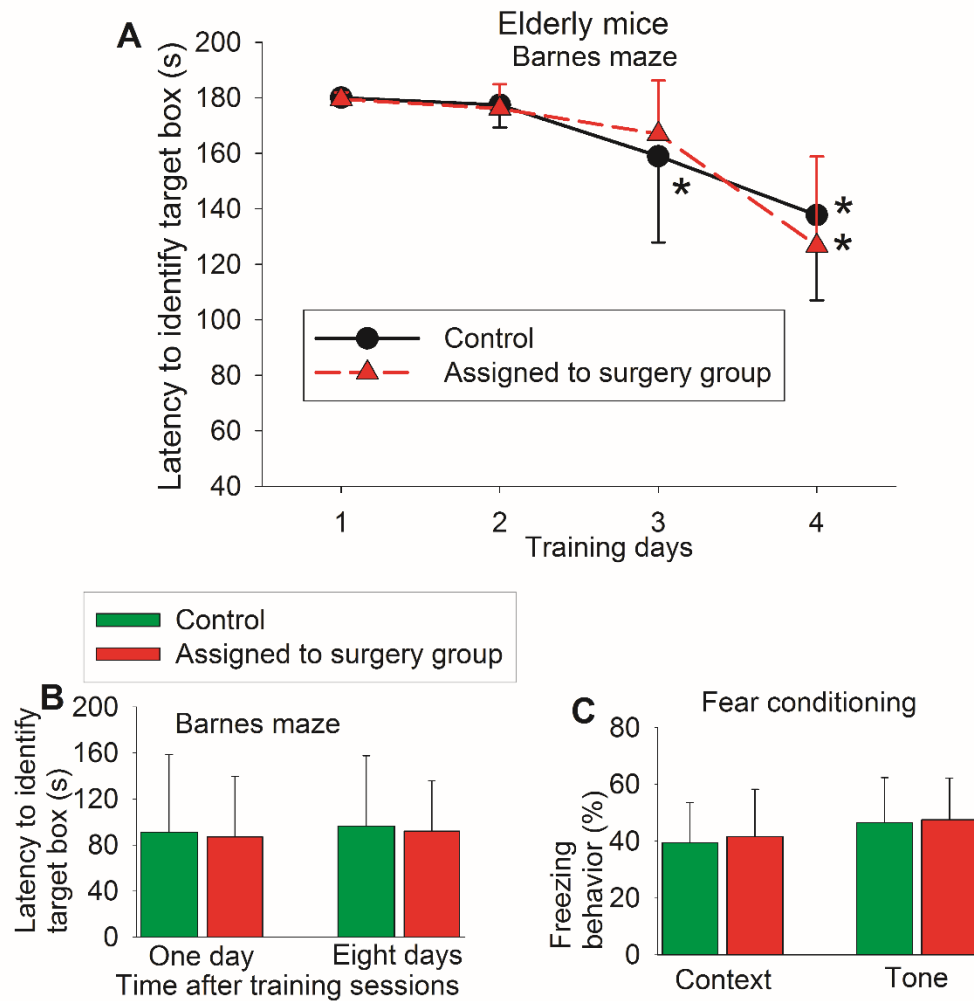 A
Elderly mice
Barnes maze
Latency to identify target box (s)
200
180
160
140
120
100
80
60
40
*
*
*
Control
Assigned to surgery group
1
2
3
4
Training days
Control
Assigned to surgery group
B
Barnes maze
Latency to identify
target box (s)
200
160
120
80
40
0
One day
Eight days
Time after training sessions
C
Fear conditioning
Freezing
behavior (%)
80
60
40
20
0
Context
Tone